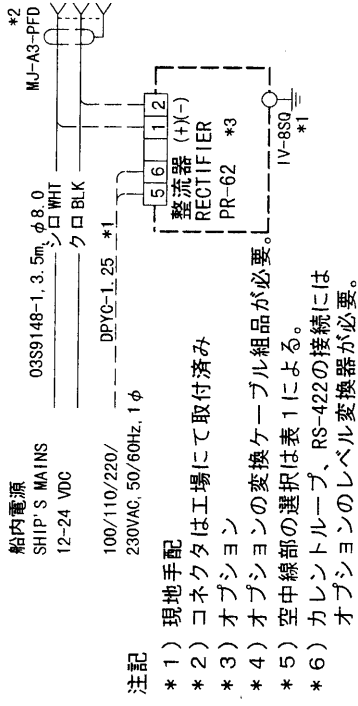 *2
MJ-A3-PFD
船内電源
SHIP'S MAINS
12-24 VDC
03S9148-1, 3.5m, φ8.0
シロ WHT
クロ BLK
100/110/220/
230VAC, 50/60Hz, 1φ
DPYC-1.25 *1
5 6 1 2
(+)(-)
整流器
RECTIFIER
PR-62
*3
IV-8SQ
*1
注記
*1) 現地手配
*2) コネクタは工場にて取付済み
*3) オプション
*4) オプションの変換ケーブル組品が必要。
*5) 空中線部の選択は表1による。
*6) カレントループ、RS-422の接続には
オプションのレベル変換器が必要。